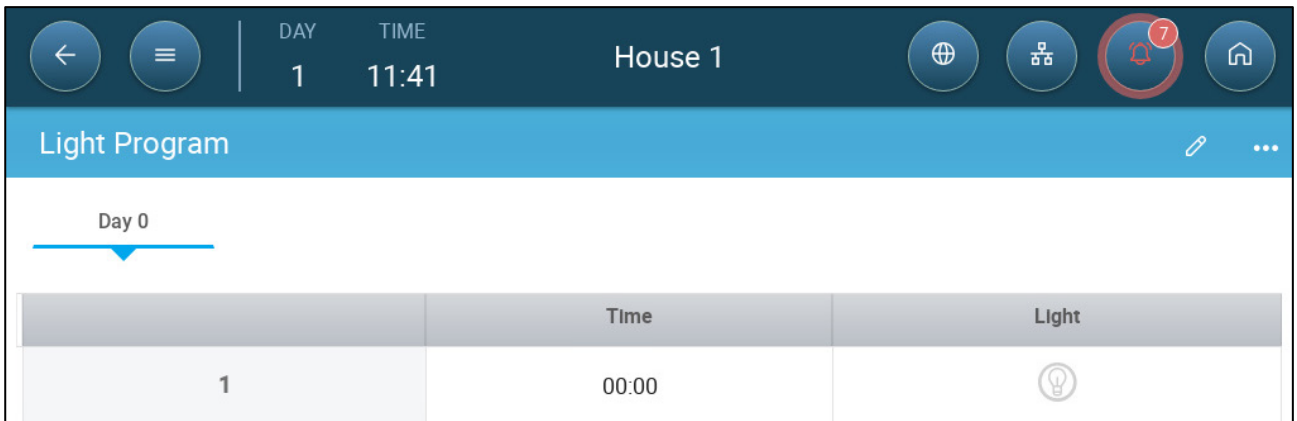 DAY TIME 7
1 11:41 House 1
Light Program
Day 0
Time Light
1 00:00